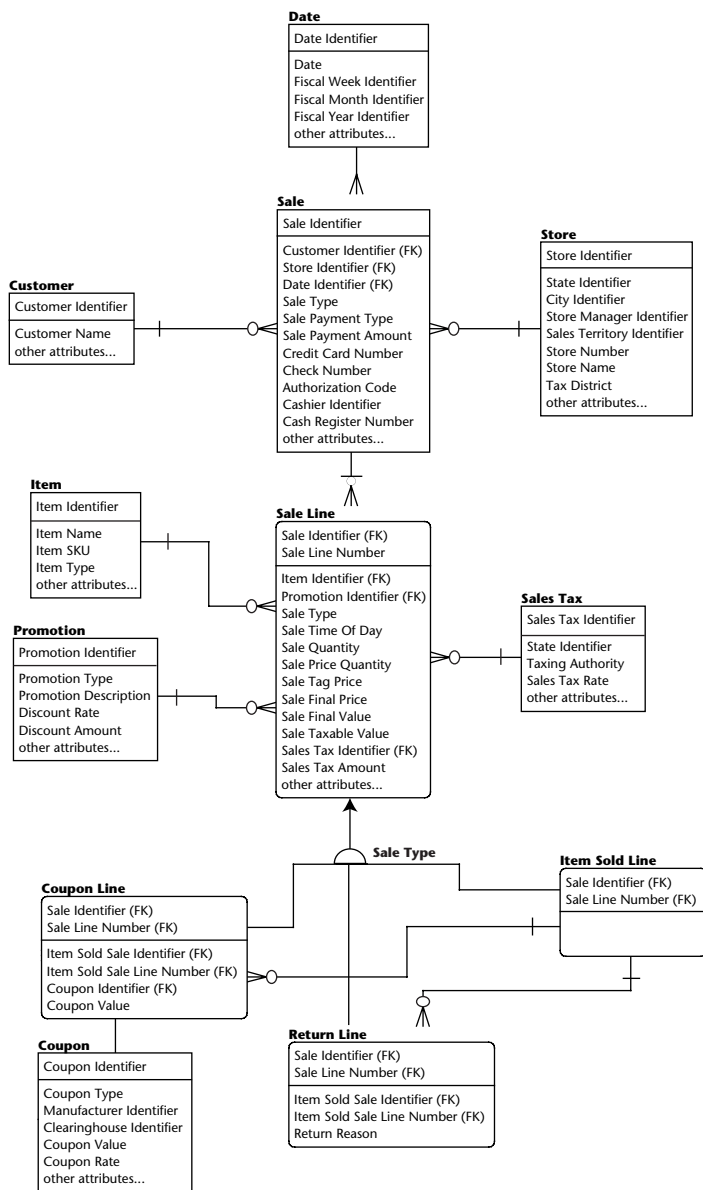 Date
Date Identifier
Date
Fiscal Week Identifier
Fiscal Month Identifier
Fiscal Year Identifier
other attributes...
Sale
Sale Identifier
Customer Identifier (FK)
Store Identifier (FK)
Date Identifier (FK)
Sale Type
Sale Payment Type
Sale Payment Amount
Credit Card Number
Check Number
Authorization Code
Cashier Identifier
Cash Register Number
other attributes...
Store
Store Identifier
State Identifier
City Identifier
Store Manager Identifier
Sales Territory Identifier
Store Number
Store Name
Tax District
other attributes...
Customer
Customer Identifier
Customer Name
other attributes...
Item
Item Identifier
Item Name
Item SKU
Item Type
other attributes...
Sale Line
Sale Identifier (FK)
Sale Line Number
Item Identifier (FK)
Promotion Identifier (FK)
Sale Type
Sale Time Of Day
Sale Quantity
Sale Price Quantity
Sale Tag Price
Sale Final Price
Sale Final Value
Sale Taxable Value
Sales Tax Identifier (FK)
Sales Tax Amount
other attributes...
Sales Tax
Sales Tax Identifier
State Identifier
Taxing Authority
Sales Tax Rate
other attributes...
Promotion
Promotion Identifier
Promotion Type
Promotion Description
Discount Rate
Discount Amount
other attributes...
Sale Type
Coupon Line
Sale Identifier (FK)
Sale Line Number (FK)
Item Sold Sale Identifier (FK)
Item Sold Sale Line Number (FK)
Coupon Identifier (FK)
Coupon Value
Item Sold Line
Sale Identifier (FK)
Sale Line Number (FK)
Coupon
Coupon Identifier
Coupon Type
Manufacturer Identifier
Clearinghouse Identifier
Coupon Value
Coupon Rate
other attributes...
Return Line
Sale Identifier (FK)
Sale Line Number (FK)
Item Sold Sale Identifier (FK)
Item Sold Sale Line Number (FK)
Return Reason